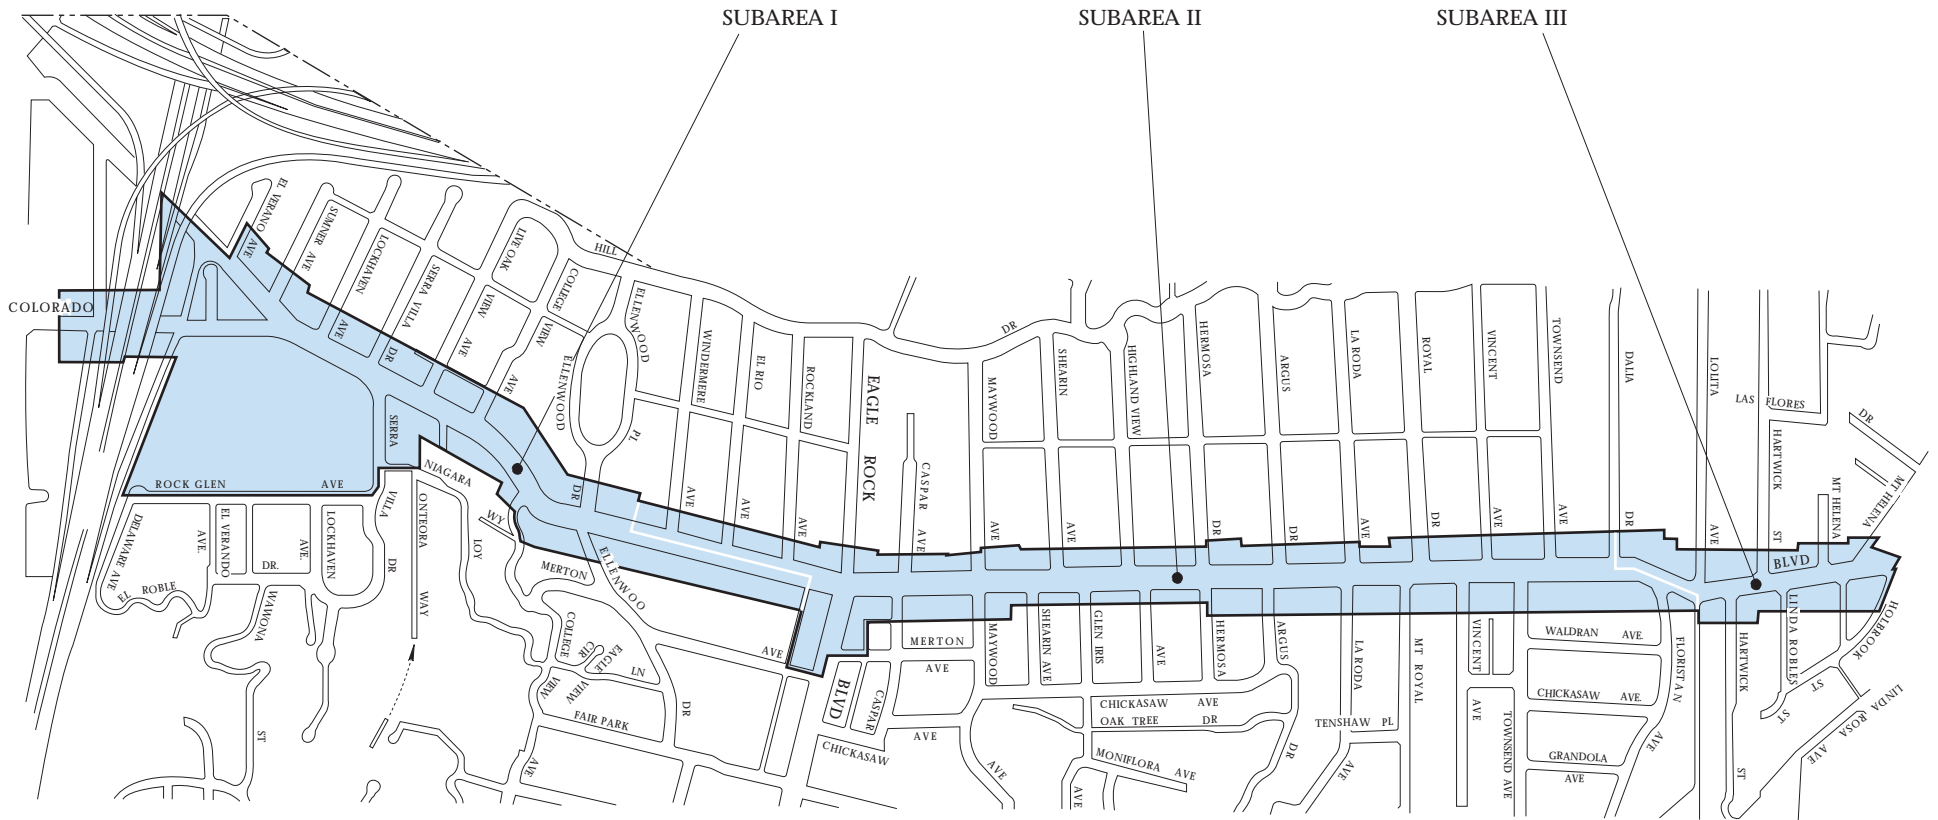 SUBAREA I
SUBAREA II
SUBAREA III
COLORADO
BLVD
EL VERANO AVE
SUMNER AVE
LOCKHAVEN AVE
SERRA VILLA DR
LIVE OAK VIEW AVE
COLLEGE VIEW AVE
HILL DR
ELLENWOOD PL
ELLENWOOD DR
WINDERMERE AVE
EL RIO AVE
ROCKLAND AVE
EAGLE ROCK BLVD
CASPAR AVE
MAYWOOD AVE
SHEARIN AVE
HIGHLAND VIEW
HERMOSA DR
ARGUS DR
LA RODA AVE
ROYAL DR
VINCENT AVE
TOWNSEND AVE
DALIA DR
LOLITA AVE
LAS FLORES DR
HARTWICK ST
MT HELENA
MT HELENA
SERRA VILLA DR
ROCK GLEN AVE
NIAGARA WY
DELAWARE AVE
AVE.
EL VERANDO
DR.
AVE.
LOCKHAVEN
EL ROBLE
WAWONA ST
ONTEORA WAY
LOY
MERTON
ELLENWOO DR
COLLEGE VIEW AVE
EAGLE VIEW CIR
LN
FAIR PARK AVE
CASPAR
CHICKASAW AVE
MERTON AVE
MAYWOOD AVE
SHEARIN AVE
GLEN IRIS AVE
AVE
HERMOSA
ARGUS DR
CHICKASAW AVE
OAK TREE DR
MONIFLORA AVE
LA RODA AVE
TENSHAW PL
MT ROYAL
VINCENT AVE
TOWNSEND AVE
WALDRAN AVE.
CHICKASAW AVE.
GRANDOLA AVE
FLORISTAN AVE
HARTWICK ST
LINDA ROBLES
ST
ST
HOLBROOK
LINDA ROSA AVE